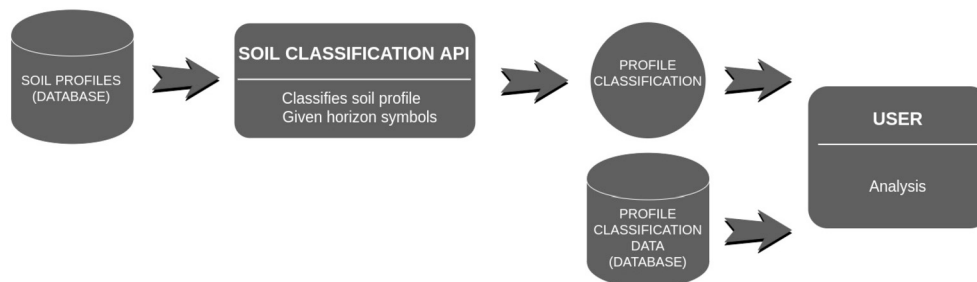 SOIL PROFILES
(DATABASE)
SOIL CLASSIFICATION API
Classifies soil profile
Given horizon symbols
PROFILE
CLASSIFICATION
PROFILE
CLASSIFICATION
DATA
(DATABASE)
USER
Analysis